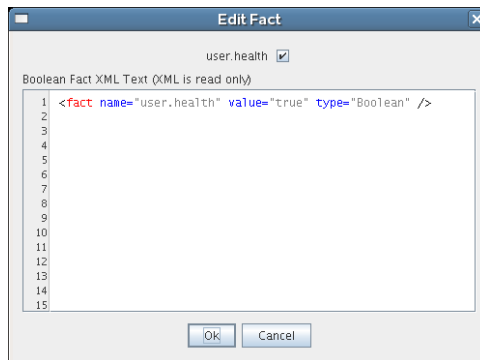 Edit Fact
user.health
Boolean Fact XML Text (XML is read only)
1 <fact name="user.health" value="true" type="Boolean" />
2
3
4
5
6
7
8
9
10
11
12
13
14
15
Ok Cancel